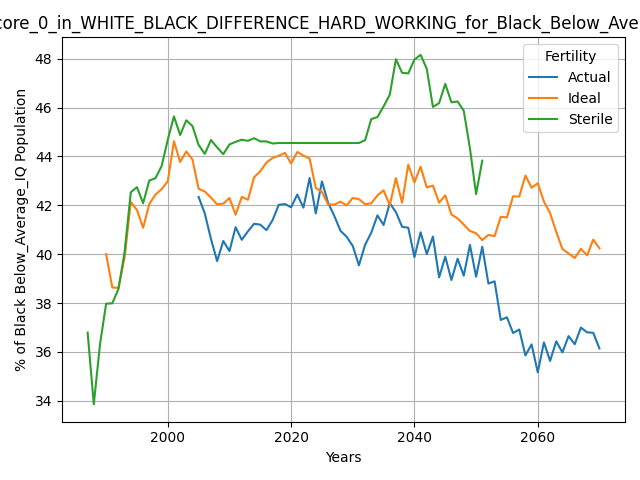 core_0_in_WHITE_BLACK_DIFFERENCE_HARD_WORKING_for_Black_Below_Ave
Fertility
Actual
Ideal
Sterile
% of Black Below_Average_IQ Population
48
46
44
42
40
38
36
34
2000
2020
2040
2060
Years